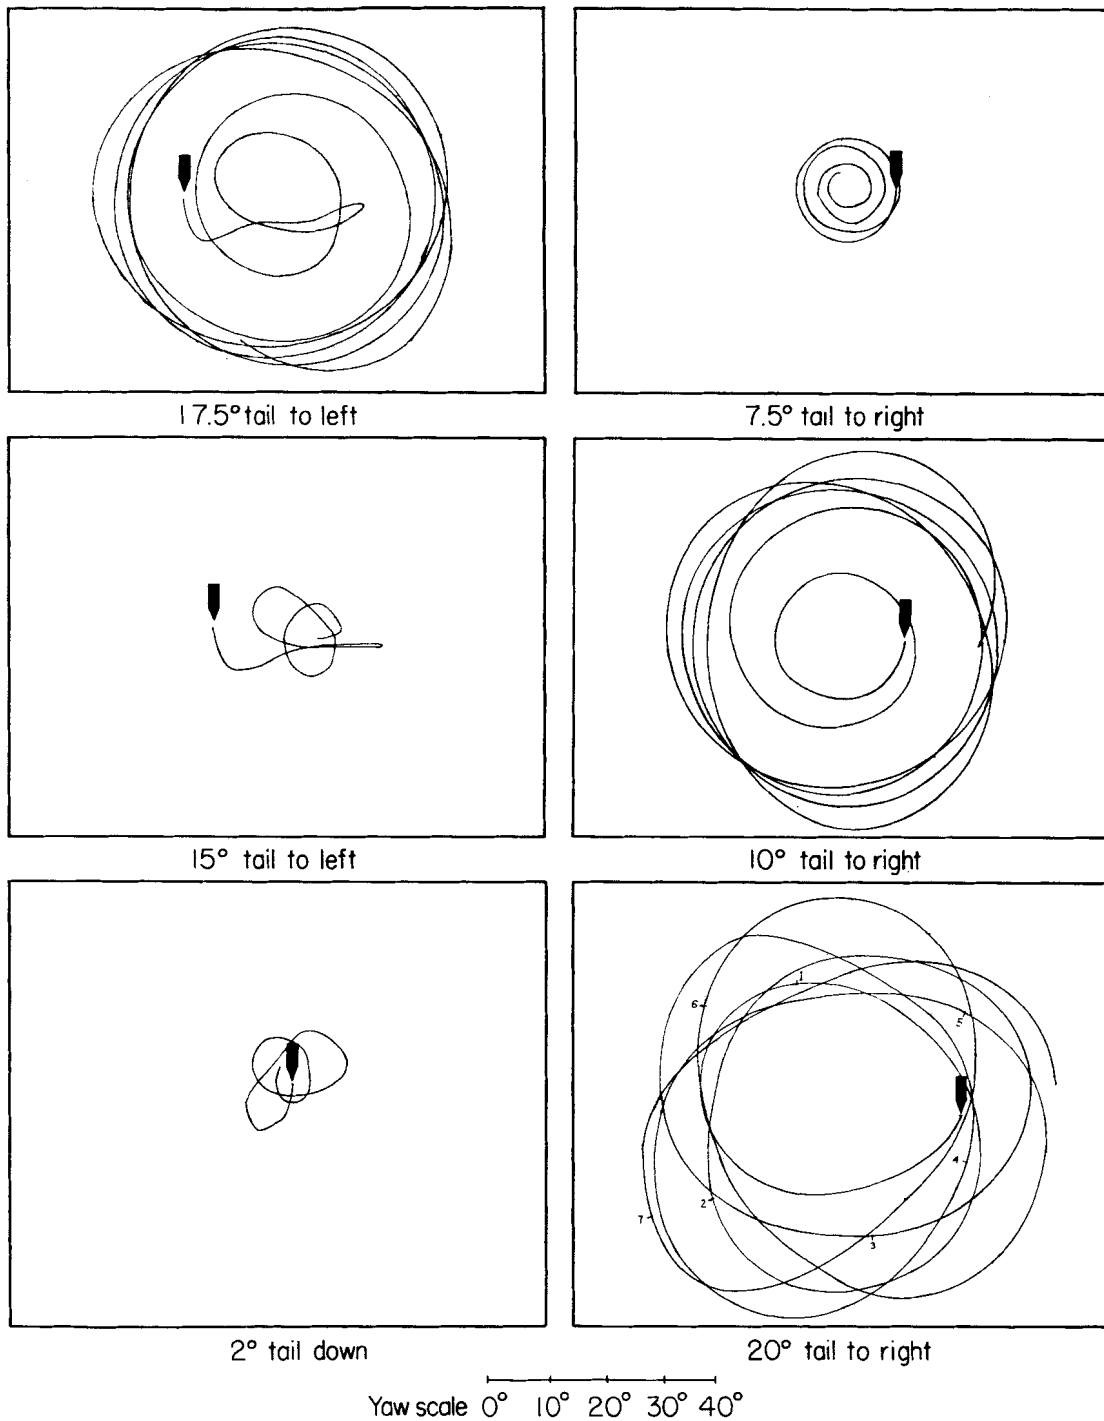 17.5° tail to left
7.5° tail to right
15° tail to left
10° tail to right
1
6
5
4
2
7
3
2° tail down
20° tail to right
Yaw scale 0° 10° 20° 30° 40°